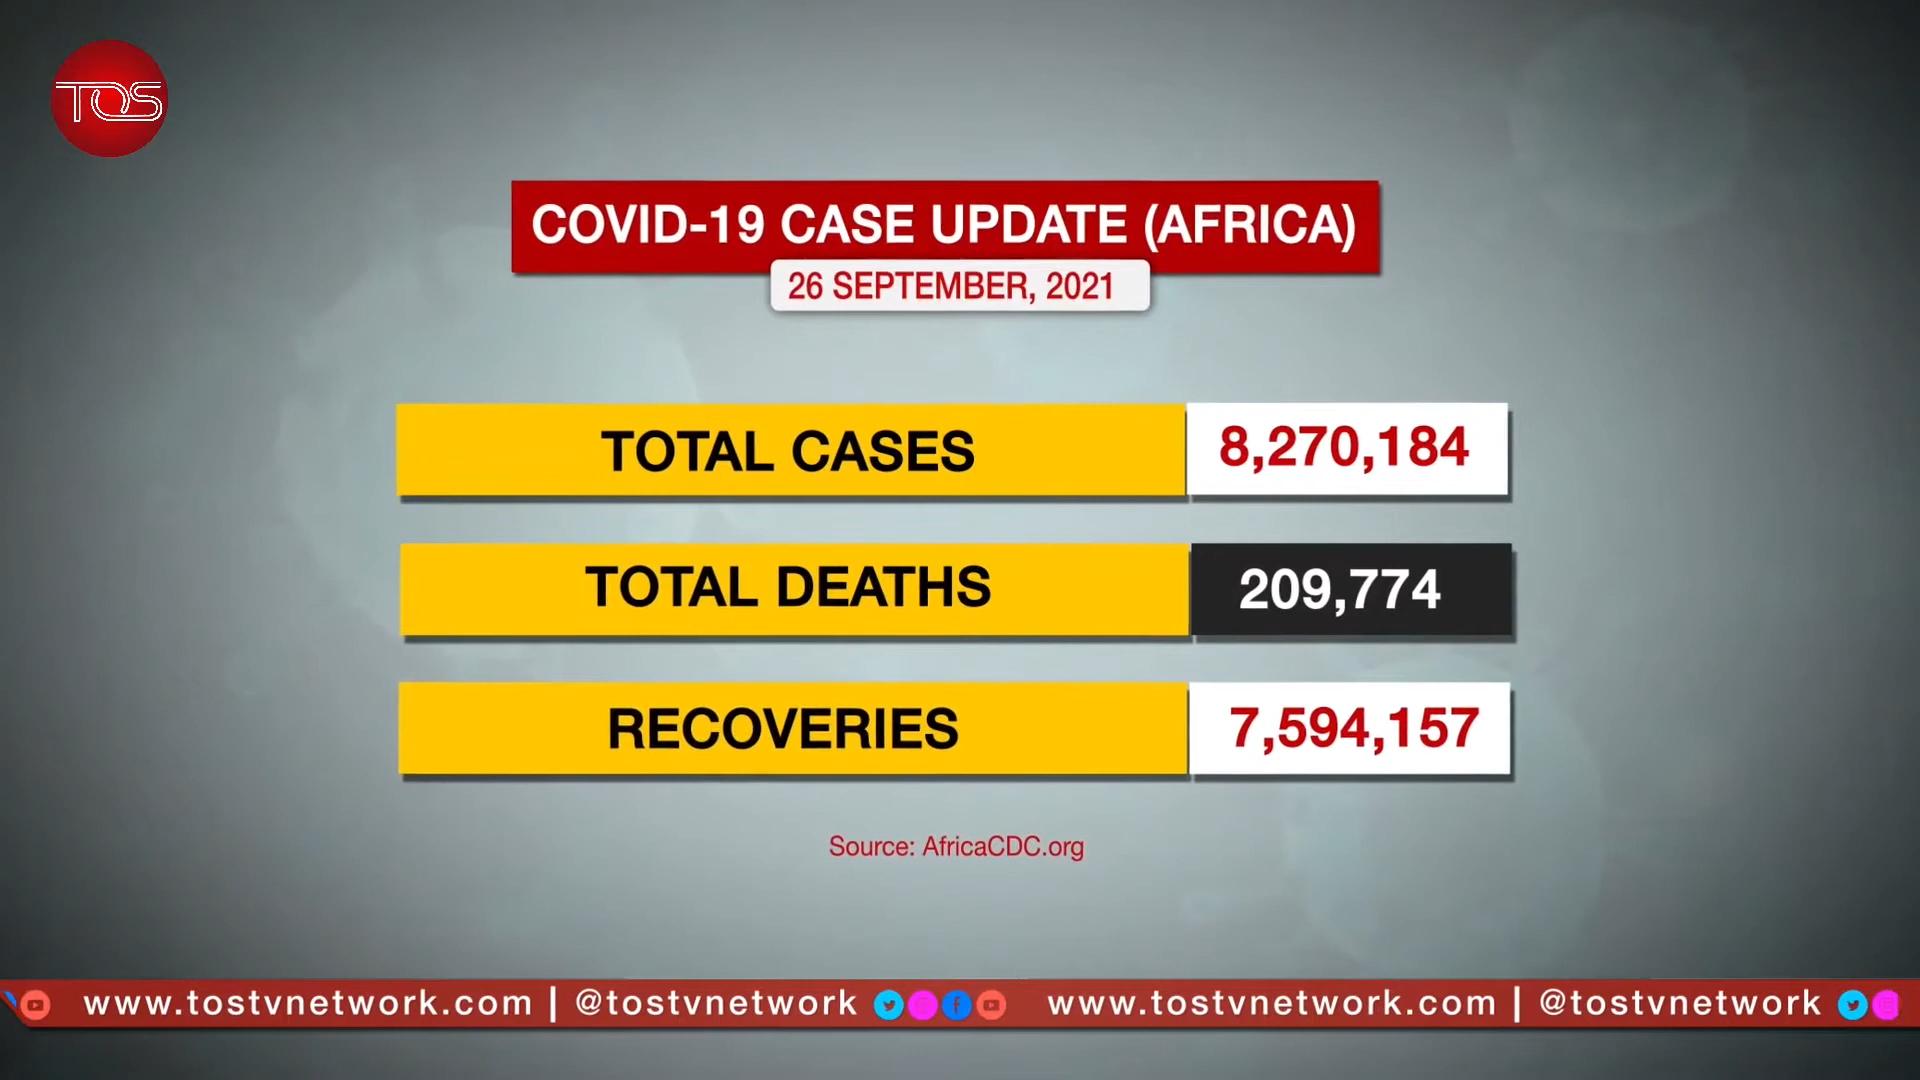 TOS
COVID-19 CASE UPDATE (AFRICA)
26 SEPTEMBER, 2021
TOTAL CASES 8,270,184
TOTAL DEATHS 209,774
RECOVERIES 7,594,157
Source: AfricaCDC.org
www.tostvnetwork.com | @tostvnetwork www.tostvnetwork.com | @tostvnetwork